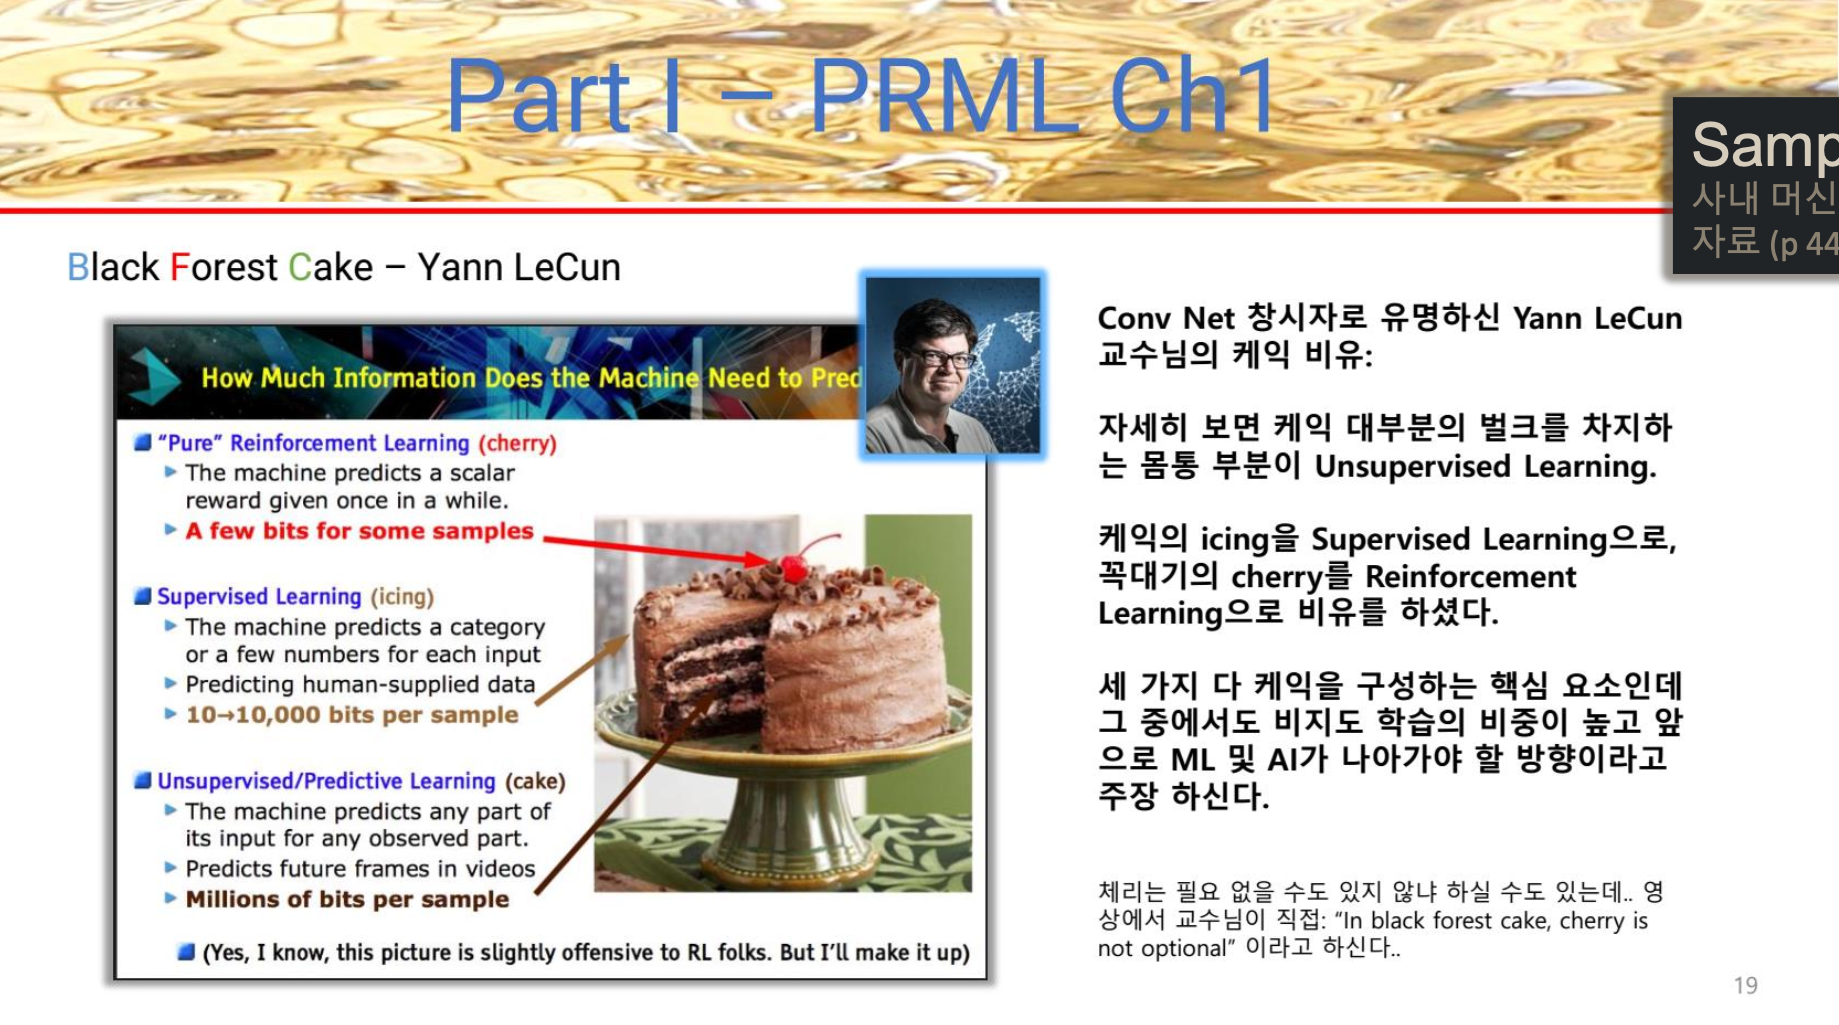 Part I – PRML Ch1
Samp
사내 머신
자료 (p 44
Black Forest Cake – Yann LeCun
How Much Information Does the Machine Need to Pred
"Pure" Reinforcement Learning (cherry)
The machine predicts a scalar
reward given once in a while.
A few bits for some samples
Supervised Learning (icing)
The machine predicts a category
or a few numbers for each input
Predicting human-supplied data
10→10,000 bits per sample
Unsupervised/Predictive Learning (cake)
The machine predicts any part of
its input for any observed part.
Predicts future frames in videos
Millions of bits per sample
(Yes, I know, this picture is slightly offensive to RL folks. But I'll make it up)
Conv Net 창시자로 유명하신 Yann LeCun
교수님의 케익 비유:
자세히 보면 케익 대부분의 벌크를 차지하
는 몸통 부분이 Unsupervised Learning.
케익의 icing을 Supervised Learning으로,
꼭대기의 cherry를 Reinforcement
Learning으로 비유를 하셨다.
세 가지 다 케익을 구성하는 핵심 요소인데
그 중에서도 비지도 학습의 비중이 높고 앞
으로 ML 및 AI가 나아가야 할 방향이라고
주장 하신다.
체리는 필요 없을 수도 있지 않냐 하실 수도 있는데.. 영
상에서 교수님이 직접: “In black forest cake, cherry is
not optional” 이라고 하신다..
19